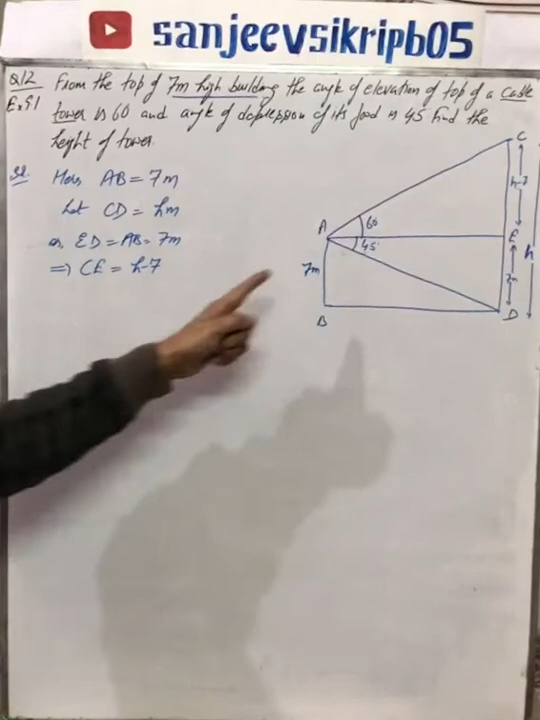 sanjeevsikripb05
Q12 From the top of 7m high building the angle of elevation of top of a cable
Ex 9.1 tower is 60 and angle of depression of its food is 45 find the
height of tower.
Sol Here AB = 7m
Let CD = hm
as ED = AB = 7m
⇒ CE = h-7
C
h-7
A
60
45
E
h
7m
7m
B
D